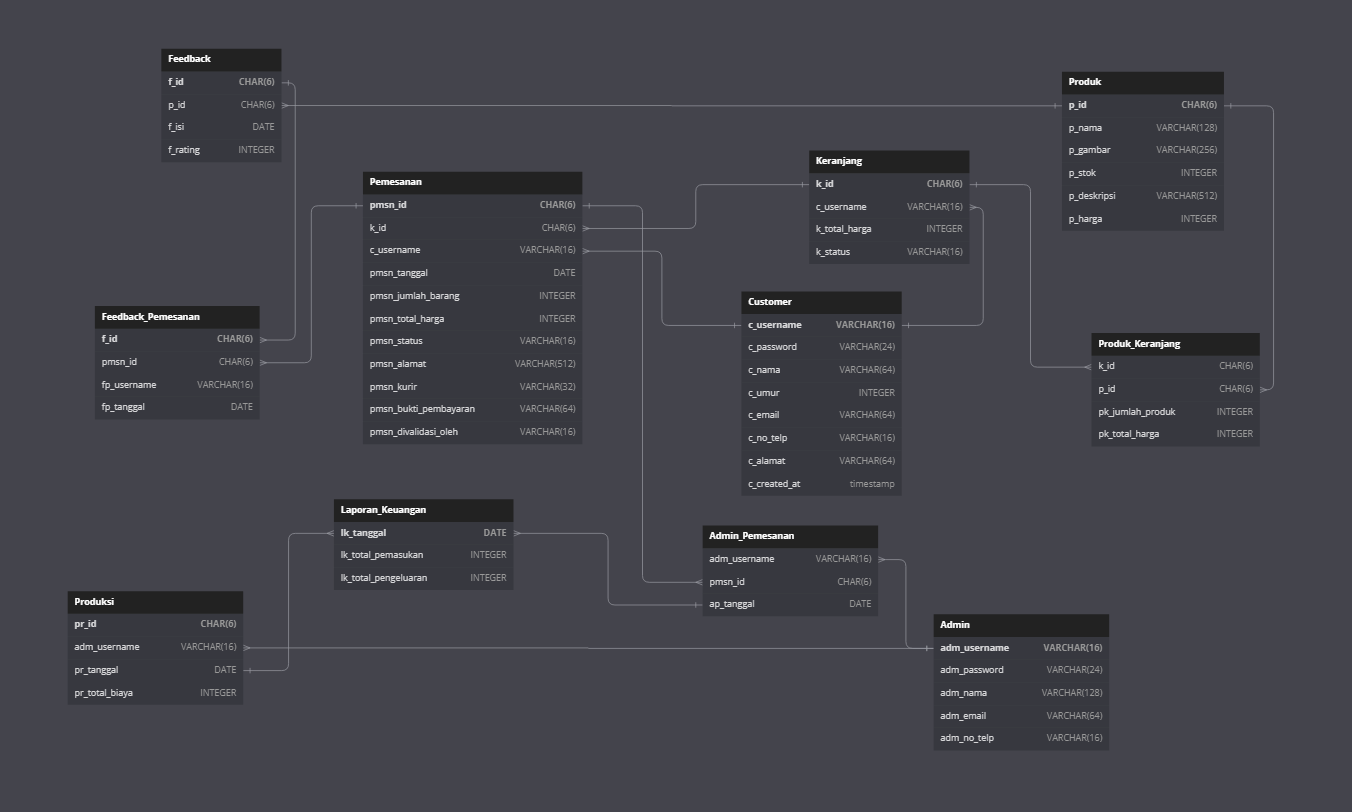 Feedback
f_id CHAR(6)
p_id CHAR(6)
f_isi DATE
f_rating INTEGER
Produk
p_id CHAR(6)
p_nama VARCHAR(128)
p_gambar VARCHAR(256)
p_stok INTEGER
p_deskripsi VARCHAR(512)
p_harga INTEGER
Keranjang
k_id CHAR(6)
c_username VARCHAR(16)
k_total_harga INTEGER
k_status VARCHAR(16)
Pemesanan
pmsn_id CHAR(6)
k_id CHAR(6)
c_username VARCHAR(16)
pmsn_tanggal DATE
pmsn_jumlah_barang INTEGER
pmsn_total_harga INTEGER
pmsn_status VARCHAR(16)
pmsn_alamat VARCHAR(512)
pmsn_kurir VARCHAR(32)
pmsn_bukti_pembayaran VARCHAR(64)
pmsn_divalidasi_oleh VARCHAR(16)
Customer
c_username VARCHAR(16)
c_password VARCHAR(24)
c_nama VARCHAR(64)
c_umur INTEGER
c_email VARCHAR(64)
c_no_telp VARCHAR(16)
c_alamat VARCHAR(64)
c_created_at timestamp
Feedback_Pemesanan
f_id CHAR(6)
pmsn_id CHAR(6)
fp_username VARCHAR(16)
fp_tanggal DATE
Produk_Keranjang
k_id CHAR(6)
p_id CHAR(6)
pk_jumlah_produk INTEGER
pk_total_harga INTEGER
Laporan_Keuangan
lk_tanggal DATE
lk_total_pemasukan INTEGER
lk_total_pengeluaran INTEGER
Admin_Pemesanan
adm_username VARCHAR(16)
pmsn_id CHAR(6)
ap_tanggal DATE
Produksi
pr_id CHAR(6)
adm_username VARCHAR(16)
pr_tanggal DATE
pr_total_biaya INTEGER
Admin
adm_username VARCHAR(16)
adm_password VARCHAR(24)
adm_nama VARCHAR(128)
adm_email VARCHAR(64)
adm_no_telp VARCHAR(16)